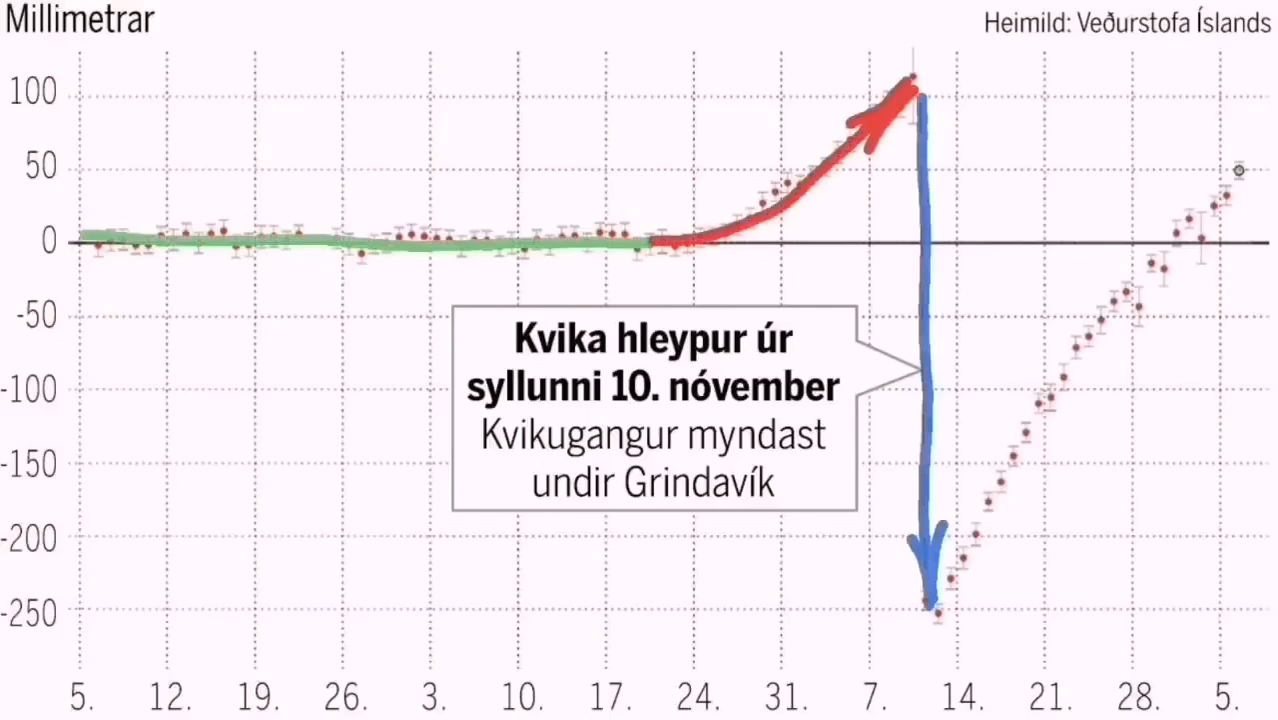 Millimetrar
Heimild: Veðurstofa Íslands
100
50
0
-50
-100
-150
-200
-250
Kvika hleypur úr
syllunni 10. nóvember
Kvikugangur myndast
undir Grindavík
5. 12. 19. 26. 3. 10. 17. 24. 31. 7. 14. 21. 28. 5.